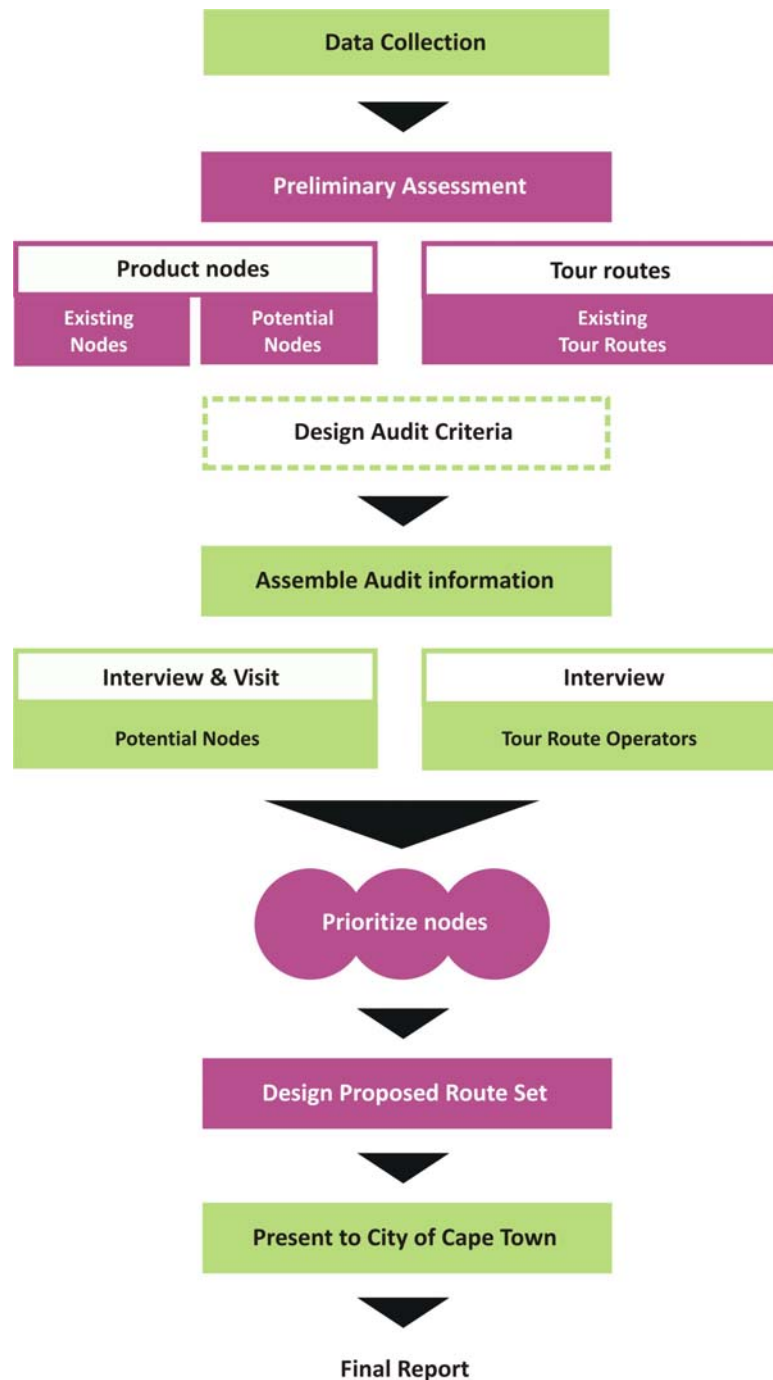 Data Collection
Preliminary Assessment
Product nodes
Tour routes
Existing
Nodes
Potential
Nodes
Existing
Tour Routes
Design Audit Criteria
Assemble Audit information
Interview & Visit
Interview
Potential Nodes
Tour Route Operators
Prioritize nodes
Design Proposed Route Set
Present to City of Cape Town
Final Report